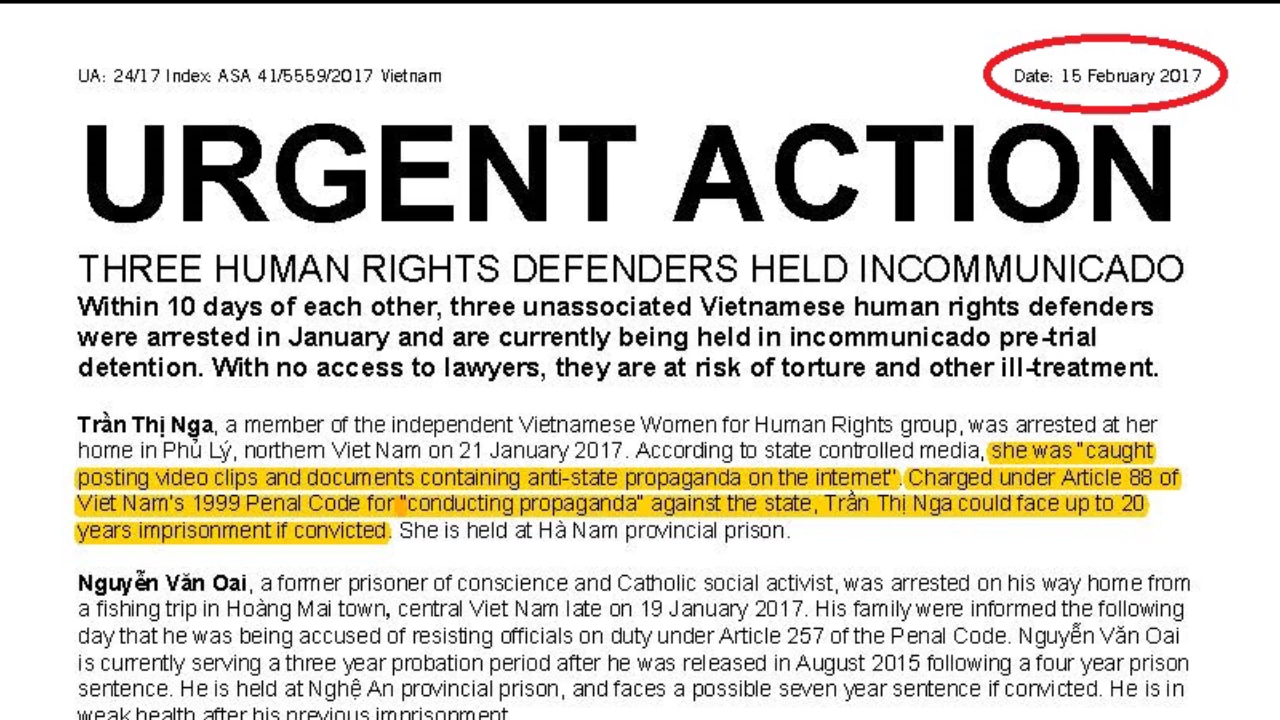 UA: 24/17 Index: ASA 41/5559/2017 Vietnam
Date: 15 February 2017
URGENT ACTION
THREE HUMAN RIGHTS DEFENDERS HELD INCOMMUNICADO
Within 10 days of each other, three unassociated Vietnamese human rights defenders
were arrested in January and are currently being held in incommunicado pre-trial
detention. With no access to lawyers, they are at risk of torture and other ill-treatment.
Trần Thị Nga, a member of the independent Vietnamese Women for Human Rights group, was arrested at her
home in Phủ Lý, northern Viet Nam on 21 January 2017. According to state controlled media, she was "caught
posting video clips and documents containing anti-state propaganda on the internet". Charged under Article 88 of
Viet Nam's 1999 Penal Code for "conducting propaganda" against the state, Trần Thị Nga could face up to 20
years imprisonment if convicted. She is held at Hà Nam provincial prison.
Nguyễn Văn Oai, a former prisoner of conscience and Catholic social activist, was arrested on his way home from
a fishing trip in Hoàng Mai town, central Viet Nam late on 19 January 2017. His family were informed the following
day that he was being accused of resisting officials on duty under Article 257 of the Penal Code. Nguyễn Văn Oai
is currently serving a three year probation period after he was released in August 2015 following a four year prison
sentence. He is held at Nghệ An provincial prison, and faces a possible seven year sentence if convicted. He is in
weak health after his previous imprisonment.